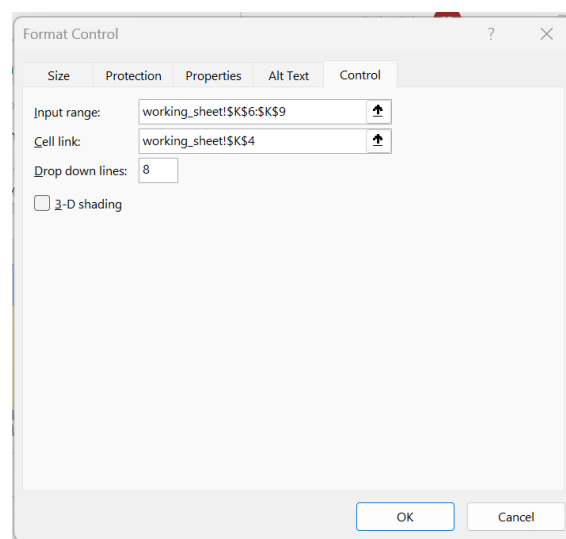 Format Control ?
Size Protection Properties Alt Text Control
Input range: working_sheet!$K$6:$K$9
Cell link: working_sheet!$K$4
Drop down lines: 8
3-D shading
OK Cancel